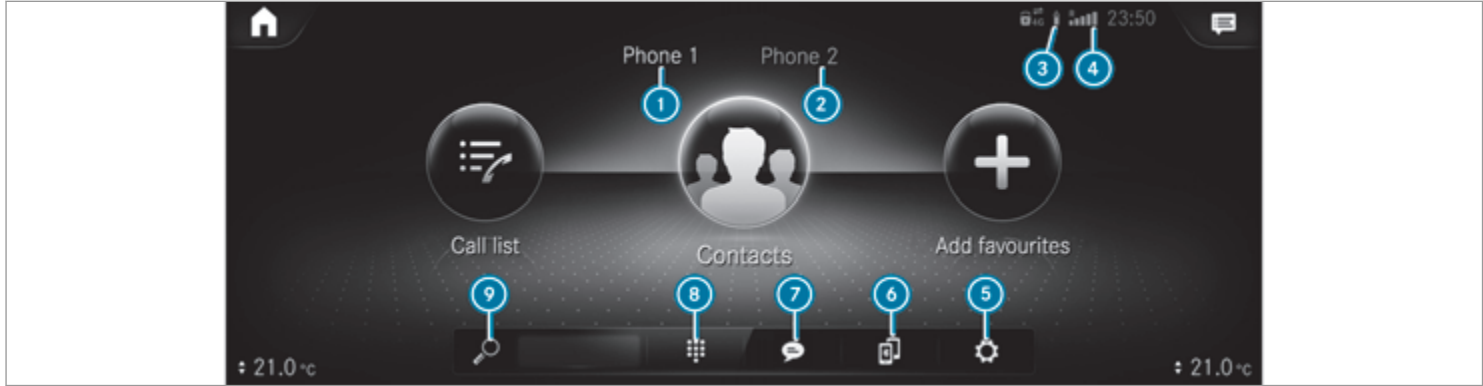 4G 23:50
3 4
Phone 1 Phone 2
1 2
Call list Contacts Add favourites
9 8 7 6 5
21.0 °C 21.0 °C